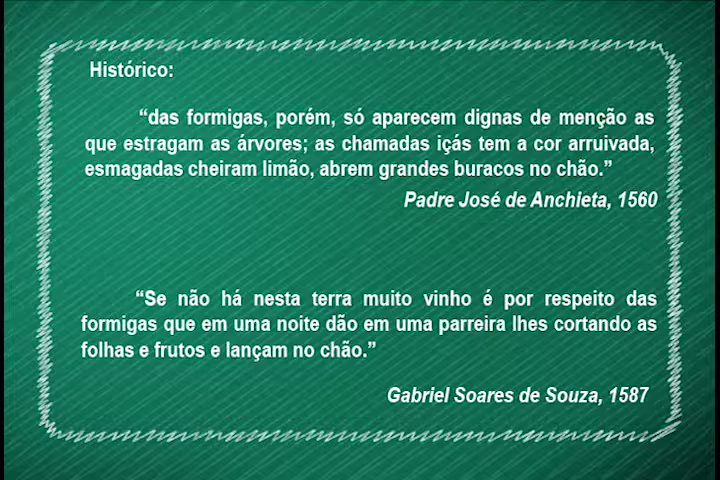 Histórico:
“das formigas, porém, só aparecem dignas de menção as
que estragam as árvores; as chamadas içás tem a cor arruivada,
esmagadas cheiram limão, abrem grandes buracos no chão.”
Padre José de Anchieta, 1560
“Se não há nesta terra muito vinho é por respeito das
formigas que em uma noite dão em uma parreira lhes cortando as
folhas e frutos e lançam no chão.”
Gabriel Soares de Souza, 1587